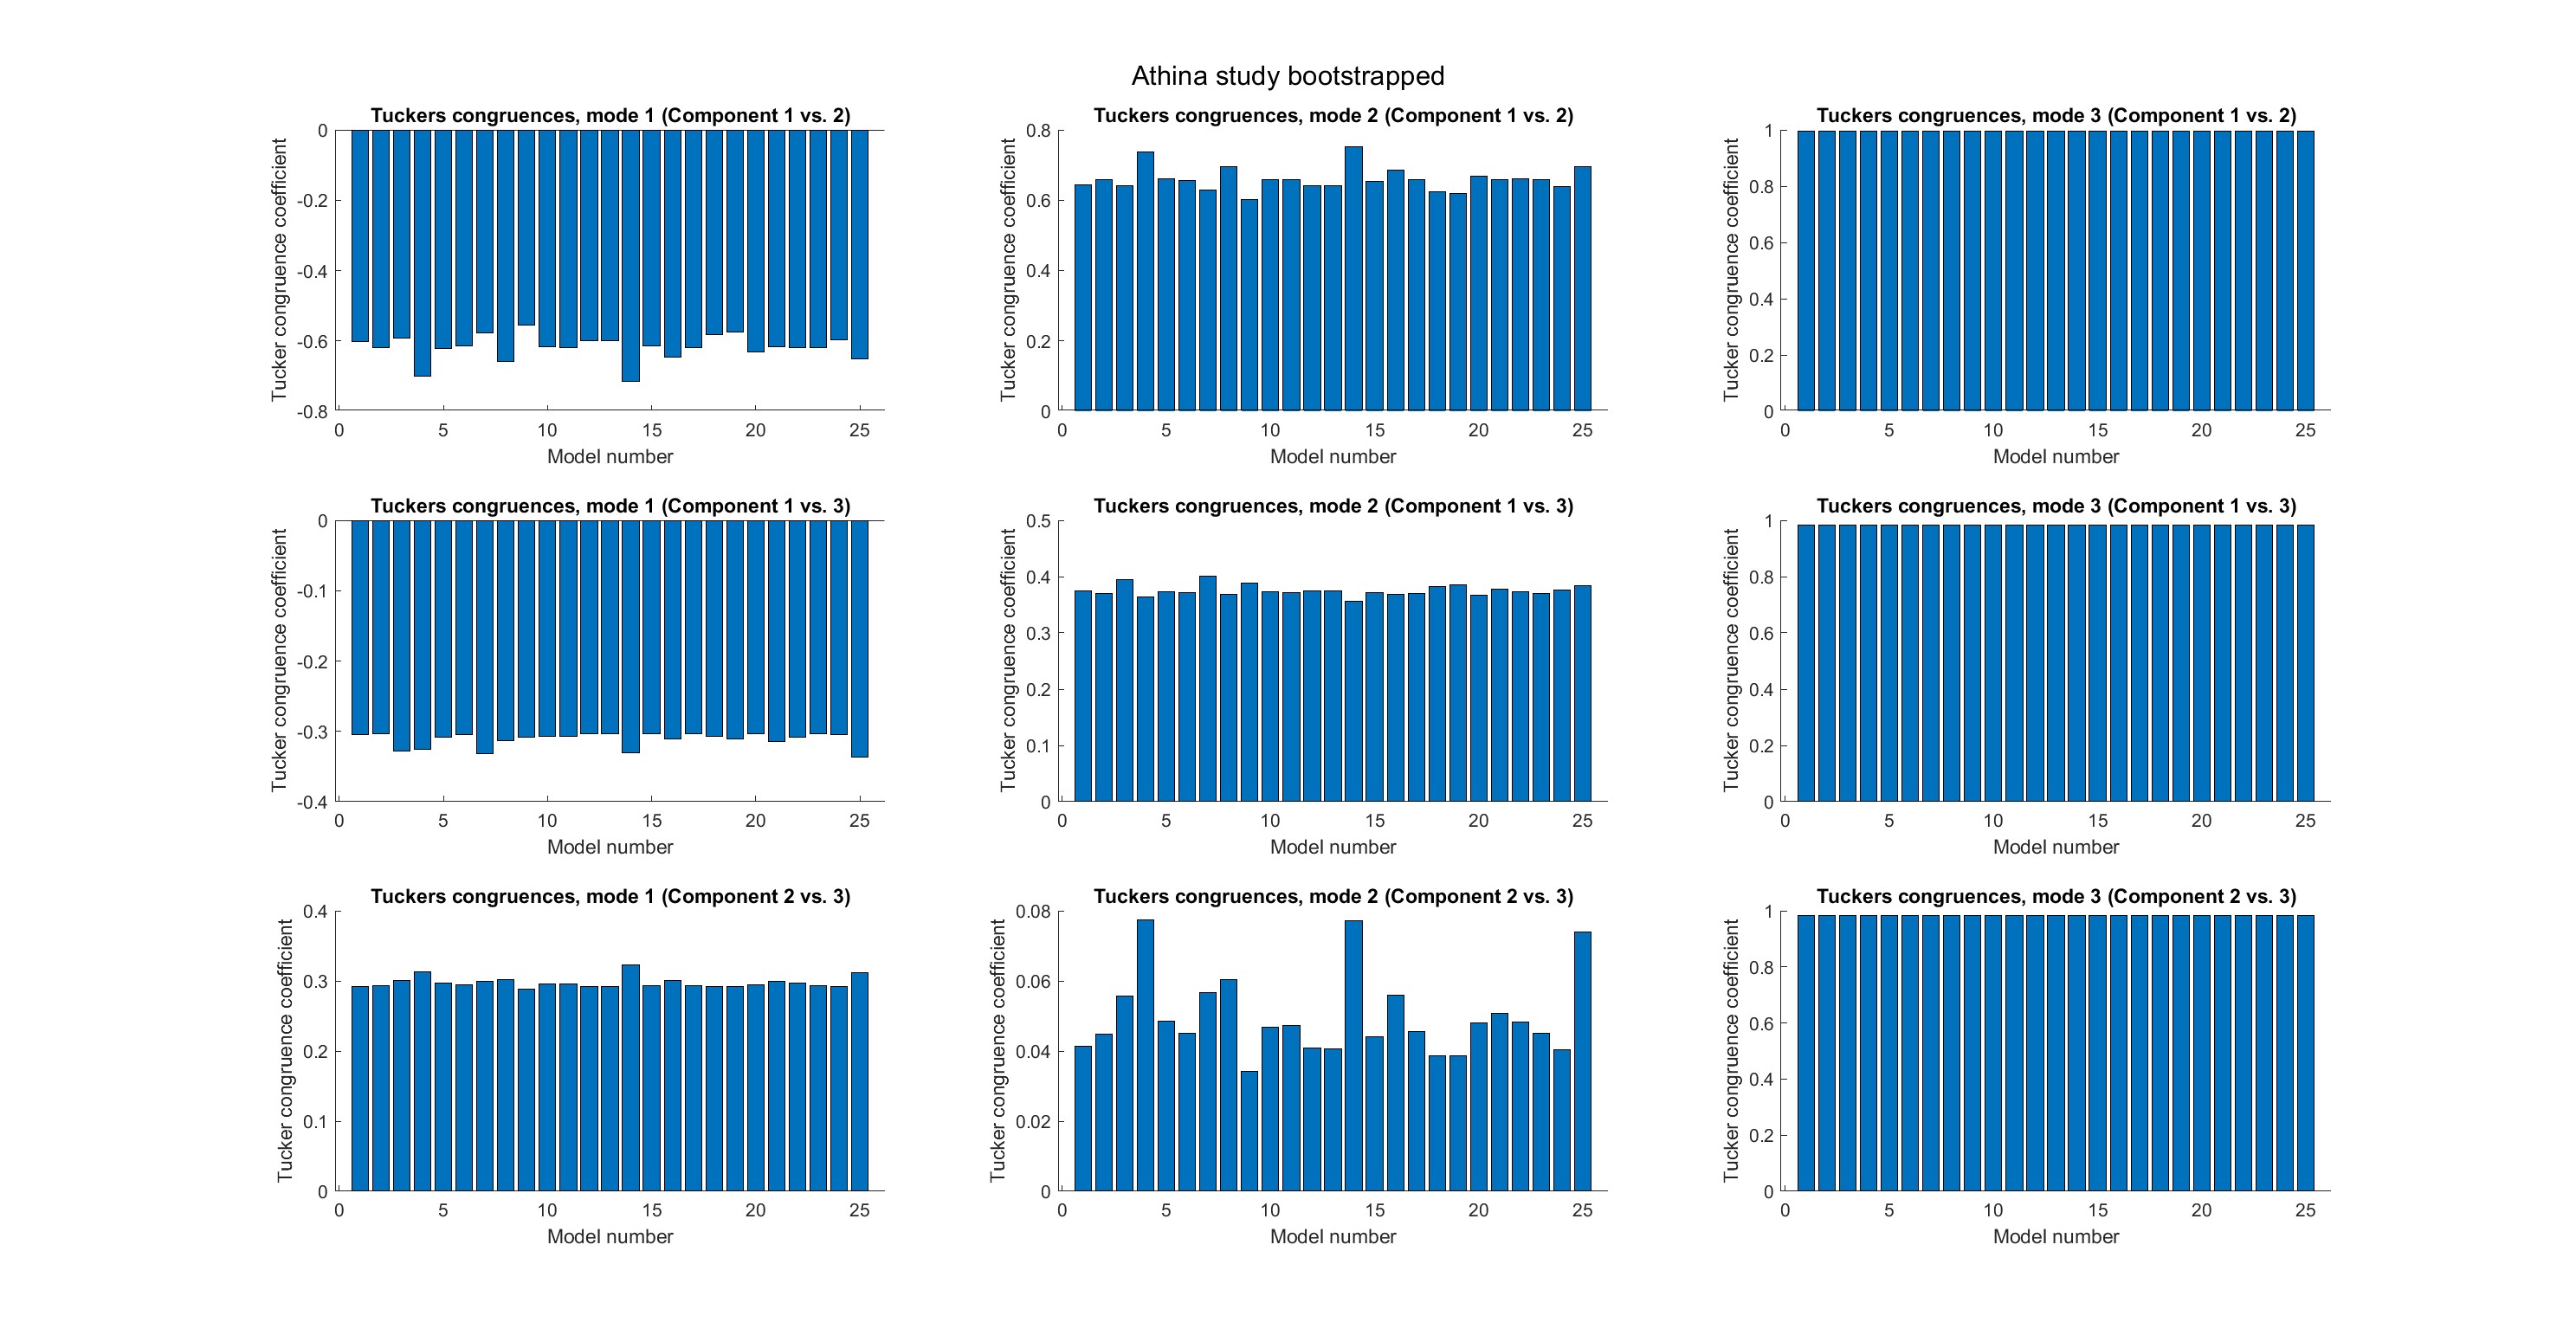 Athina study bootstrapped
Tuckers congruences, mode 1 (Component 1 vs. 2)
Tucker congruence coefficient
0
-0.2
-0.4
-0.6
-0.8
0 5 10 15 20 25
Model number
Tuckers congruences, mode 2 (Component 1 vs. 2)
Tucker congruence coefficient
0.8
0.6
0.4
0.2
0
0 5 10 15 20 25
Model number
Tuckers congruences, mode 3 (Component 1 vs. 2)
Tucker congruence coefficient
1
0.8
0.6
0.4
0.2
0
0 5 10 15 20 25
Model number
Tuckers congruences, mode 1 (Component 1 vs. 3)
Tucker congruence coefficient
0
-0.1
-0.2
-0.3
-0.4
0 5 10 15 20 25
Model number
Tuckers congruences, mode 2 (Component 1 vs. 3)
Tucker congruence coefficient
0.5
0.4
0.3
0.2
0.1
0
0 5 10 15 20 25
Model number
Tuckers congruences, mode 3 (Component 1 vs. 3)
Tucker congruence coefficient
1
0.8
0.6
0.4
0.2
0
0 5 10 15 20 25
Model number
Tuckers congruences, mode 1 (Component 2 vs. 3)
Tucker congruence coefficient
0.4
0.3
0.2
0.1
0
0 5 10 15 20 25
Model number
Tuckers congruences, mode 2 (Component 2 vs. 3)
Tucker congruence coefficient
0.08
0.06
0.04
0.02
0
0 5 10 15 20 25
Model number
Tuckers congruences, mode 3 (Component 2 vs. 3)
Tucker congruence coefficient
1
0.8
0.6
0.4
0.2
0
0 5 10 15 20 25
Model number